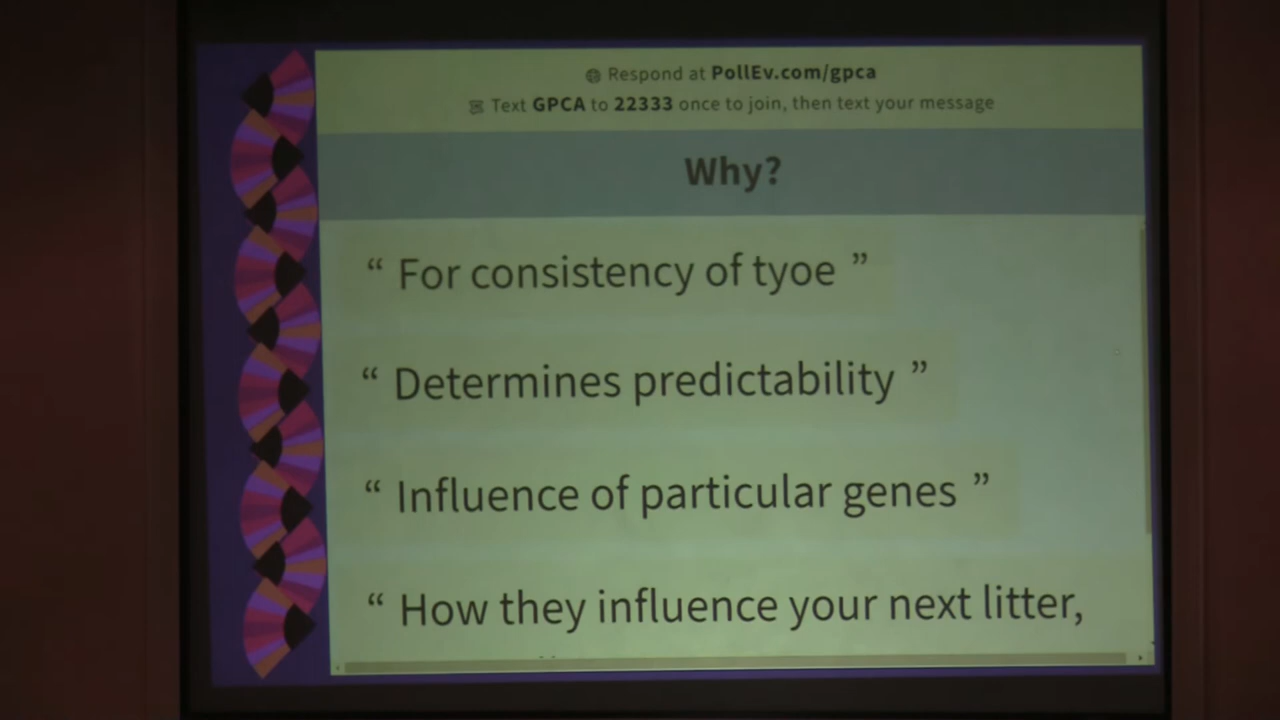 Respond at PollEv.com/gpca
Text GPCA to 22333 once to join, then text your message
Why?
“ For consistency of tyoe ”
“ Determines predictability ”
“ Influence of particular genes ”
“ How they influence your next litter,